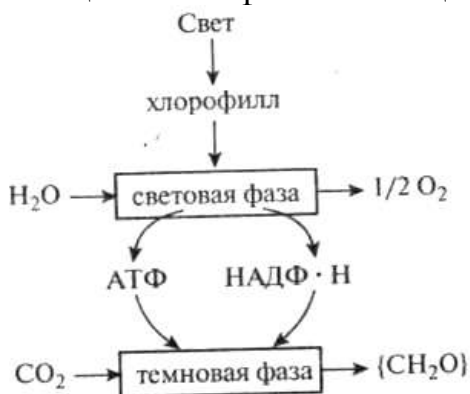 Свет
хлорофилл
H₂O световая фаза 1/2 O₂
АТФ НАДФ · Н
CO₂ темновая фаза {CH₂O}